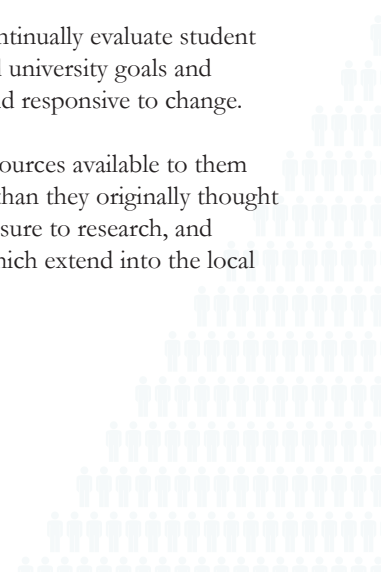 ntinually evaluate student
university goals and
responsive to change.
ources available to them
than they originally thought
sure to research, and
hich extend into the local